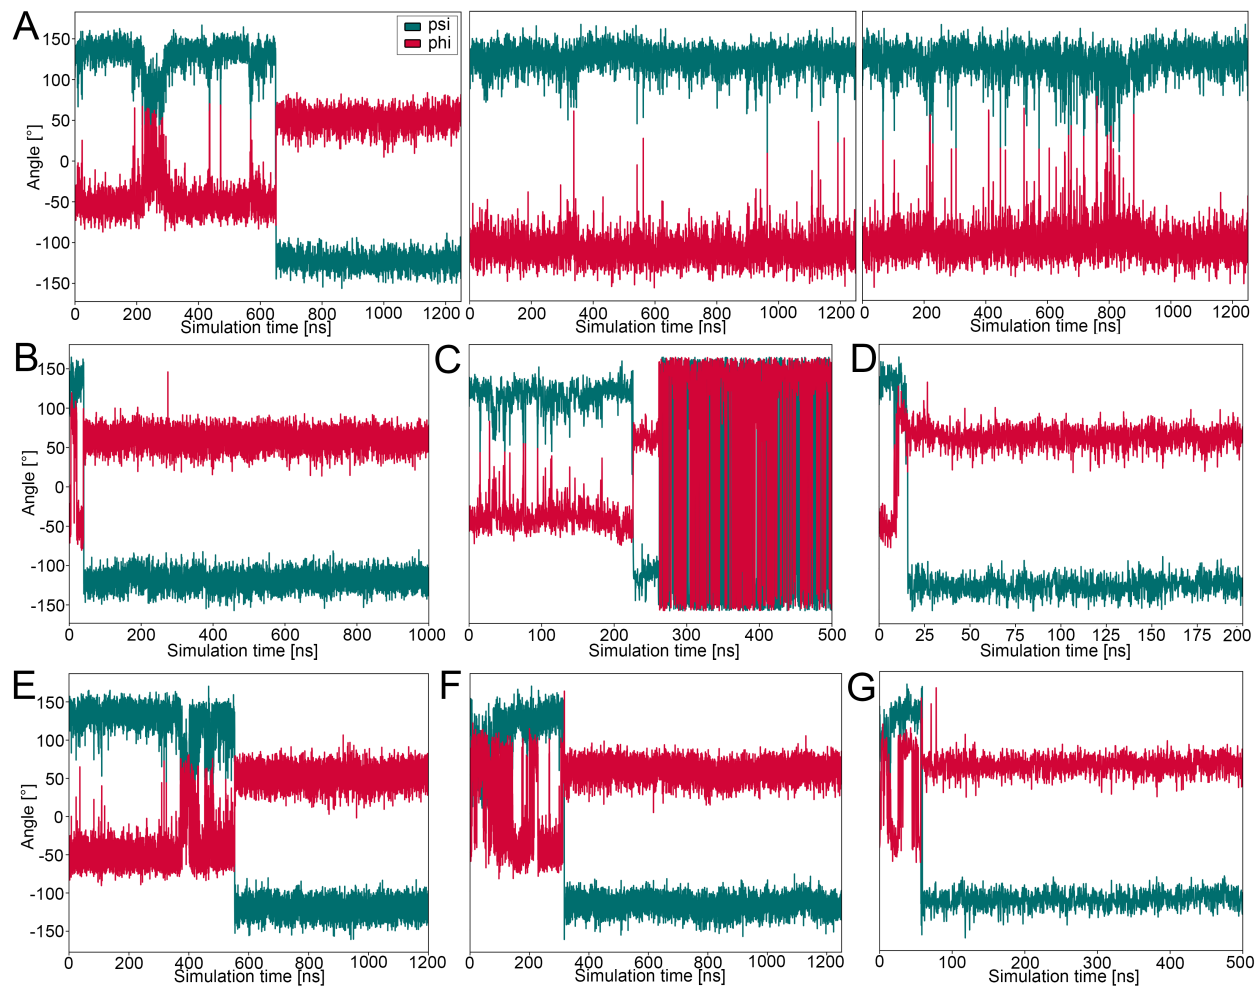 A
psi
phi
150
100
50
0
-50
-100
-150
Angle [°]
0 200 400 600 800 1000 1200
0 200 400 600 800 1000 1200
0 200 400 600 800 1000 1200
Simulation time [ns]
Simulation time [ns]
Simulation time [ns]
B
C
D
150
100
50
0
-50
-100
-150
Angle [°]
0 200 400 600 800 1000
0 100 200 300 400 500
0 25 50 75 100 125 150 175 200
Simulation time [ns]
Simulation time [ns]
Simulation time [ns]
E
F
G
150
100
50
0
-50
-100
-150
Angle [°]
0 200 400 600 800 1000 1200
0 200 400 600 800 1000 1200
0 100 200 300 400 500
Simulation time [ns]
Simulation time [ns]
Simulation time [ns]